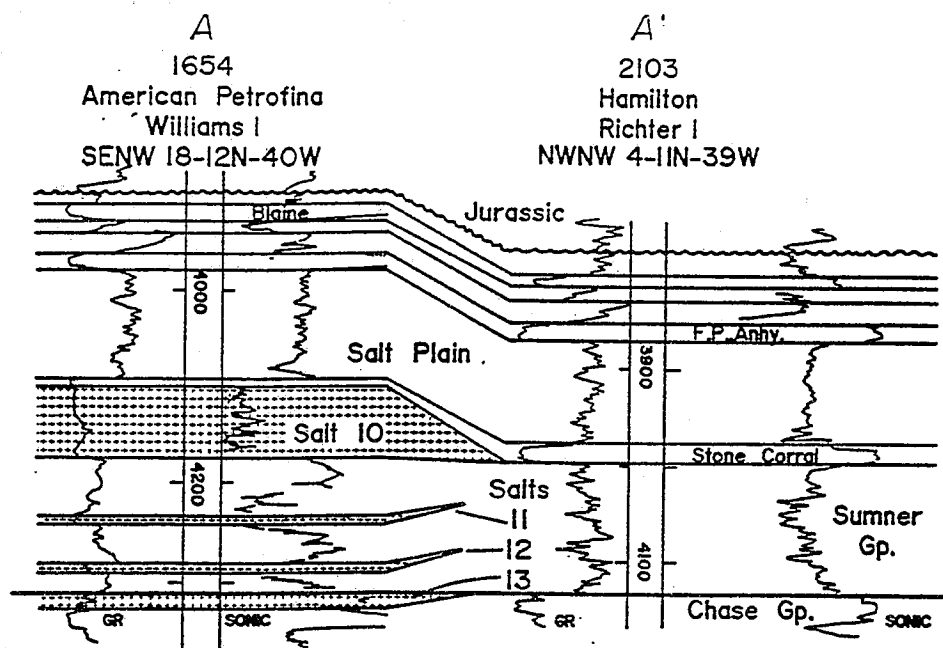 A
1654
American Petrofina
Williams 1
SENW 18-12N-40W
A'
2103
Hamilton
Richter 1
NWNW 4-11N-39W
Jurassic
Blaine
4000
F.P. Anhy.
3900
Salt Plain
Salt 10
Stone Corral
4200
Salts
11
12
13
Sumner
Gp.
4100
Chase Gp.
GR
SONIC
GR
SONIC